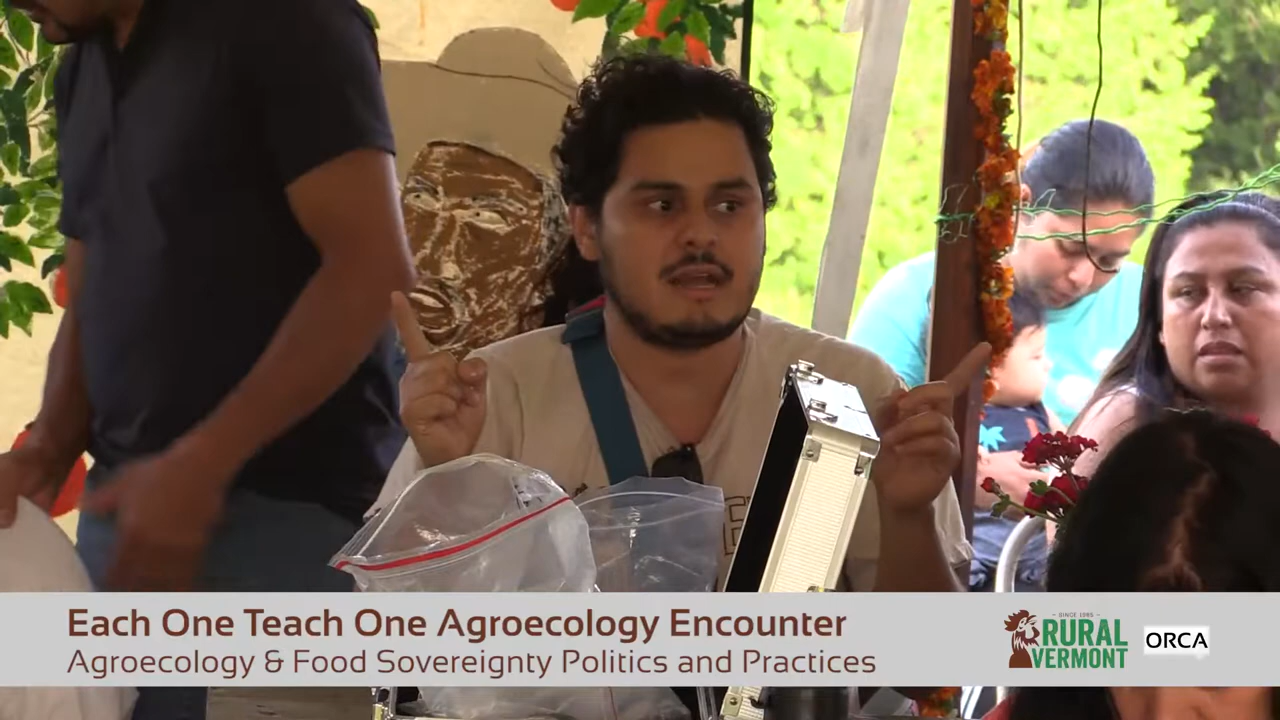 Each One Teach One Agroecology Encounter
Agroecology & Food Sovereignty Politics and Practices
SINCE 1985
RURAL
VERMONT
ORCA